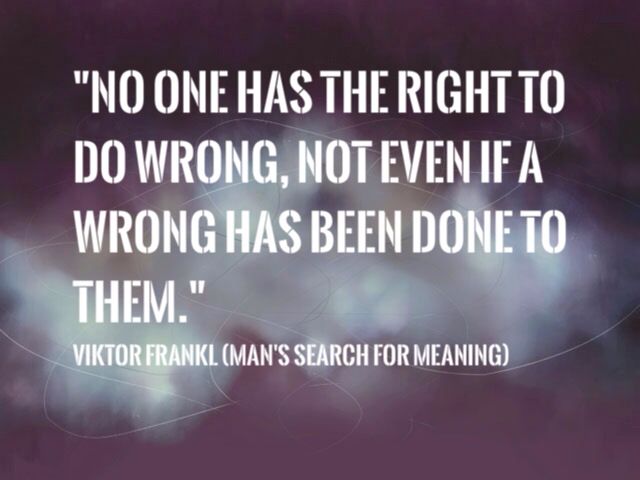 "NO ONE HAS THE RIGHT TO
DO WRONG, NOT EVEN IF A
WRONG HAS BEEN DONE TO
THEM."
VIKTOR FRANKL (MAN'S SEARCH FOR MEANING)